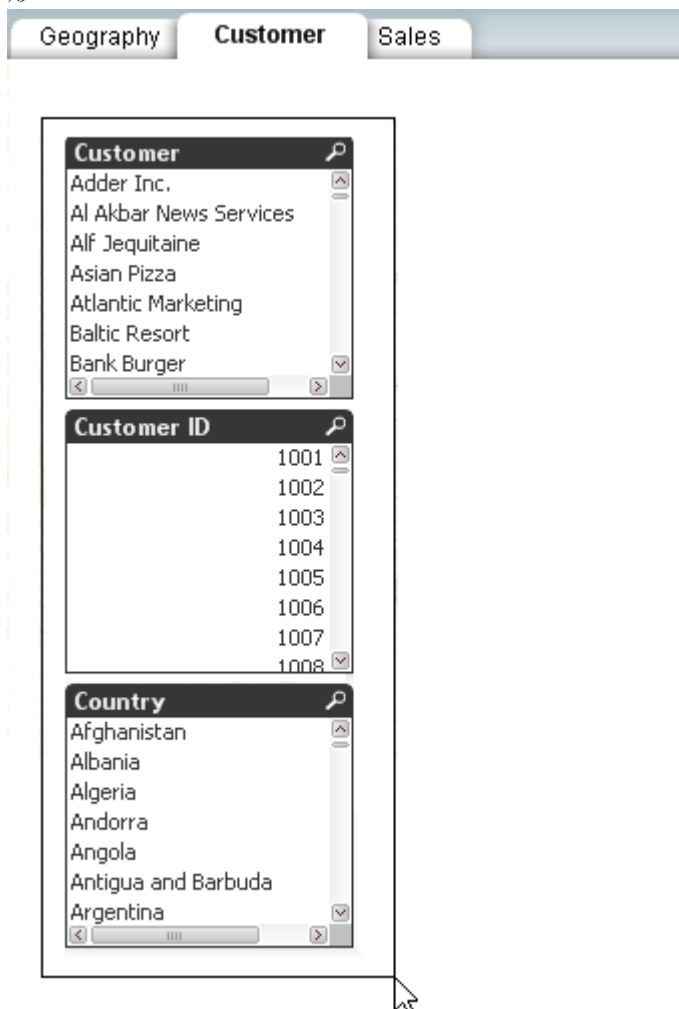 Geography Customer Sales
Customer
Adder Inc.
Al Akbar News Services
Alf Jequitaine
Asian Pizza
Atlantic Marketing
Baltic Resort
Bank Burger
Customer ID
1001
1002
1003
1004
1005
1006
1007
1008
Country
Afghanistan
Albania
Algeria
Andorra
Angola
Antigua and Barbuda
Argentina